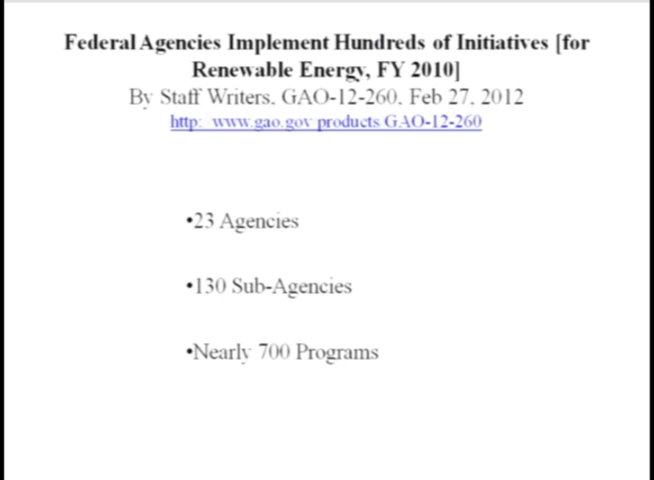 Federal Agencies Implement Hundreds of Initiatives [for
Renewable Energy, FY 2010]
By Staff Writers. GAO-12-260. Feb 27. 2012
http: www.gao.gov products GAO-12-260
•23 Agencies
•130 Sub-Agencies
•Nearly 700 Programs